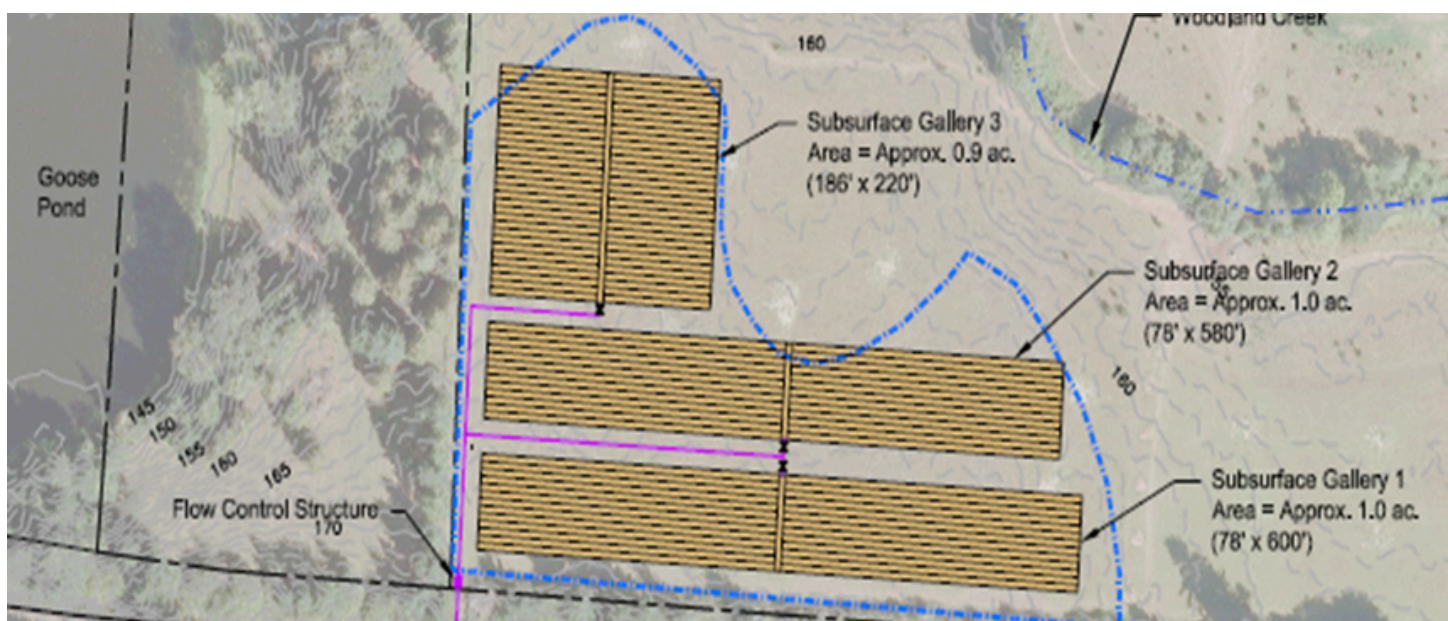 Woodland Creek
160
Subsurface Gallery 3
Area = Approx. 0.9 ac.
(186' x 220')
Goose
Pond
Subsurface Gallery 2
Area = Approx. 1.0 ac.
(78' x 580')
160
145
150
155
160
165
170
Flow Control Structure
Subsurface Gallery 1
Area = Approx. 1.0 ac.
(78' x 600')